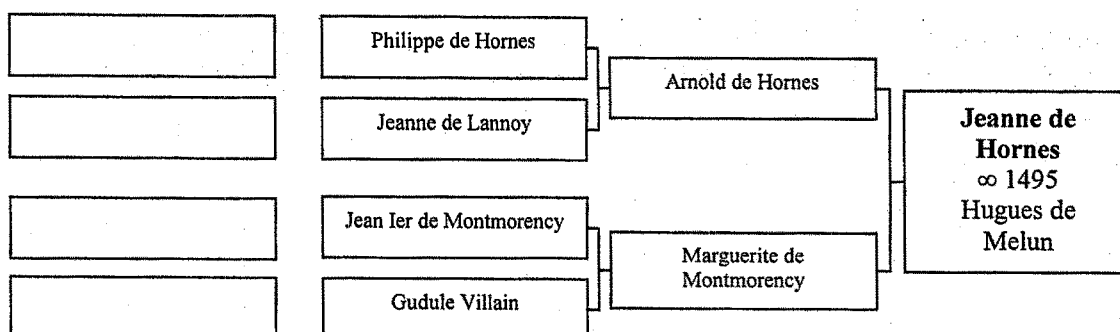 Philippe de Hornes
Jeanne de Lannoy
Arnold de Hornes
Jean Ier de Montmorency
Gudule Villain
Marguerite de
Montmorency
Jeanne de
Hornes
∞ 1495
Hugues de
Melun